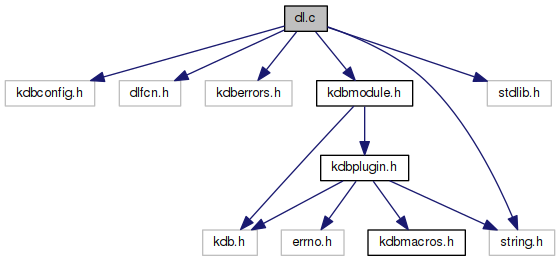 dl.c
kdbconfig.h
dlfcn.h
kdberrors.h
kdbmodule.h
stdlib.h
kdbplugin.h
kdb.h
errno.h
kdbmacros.h
string.h